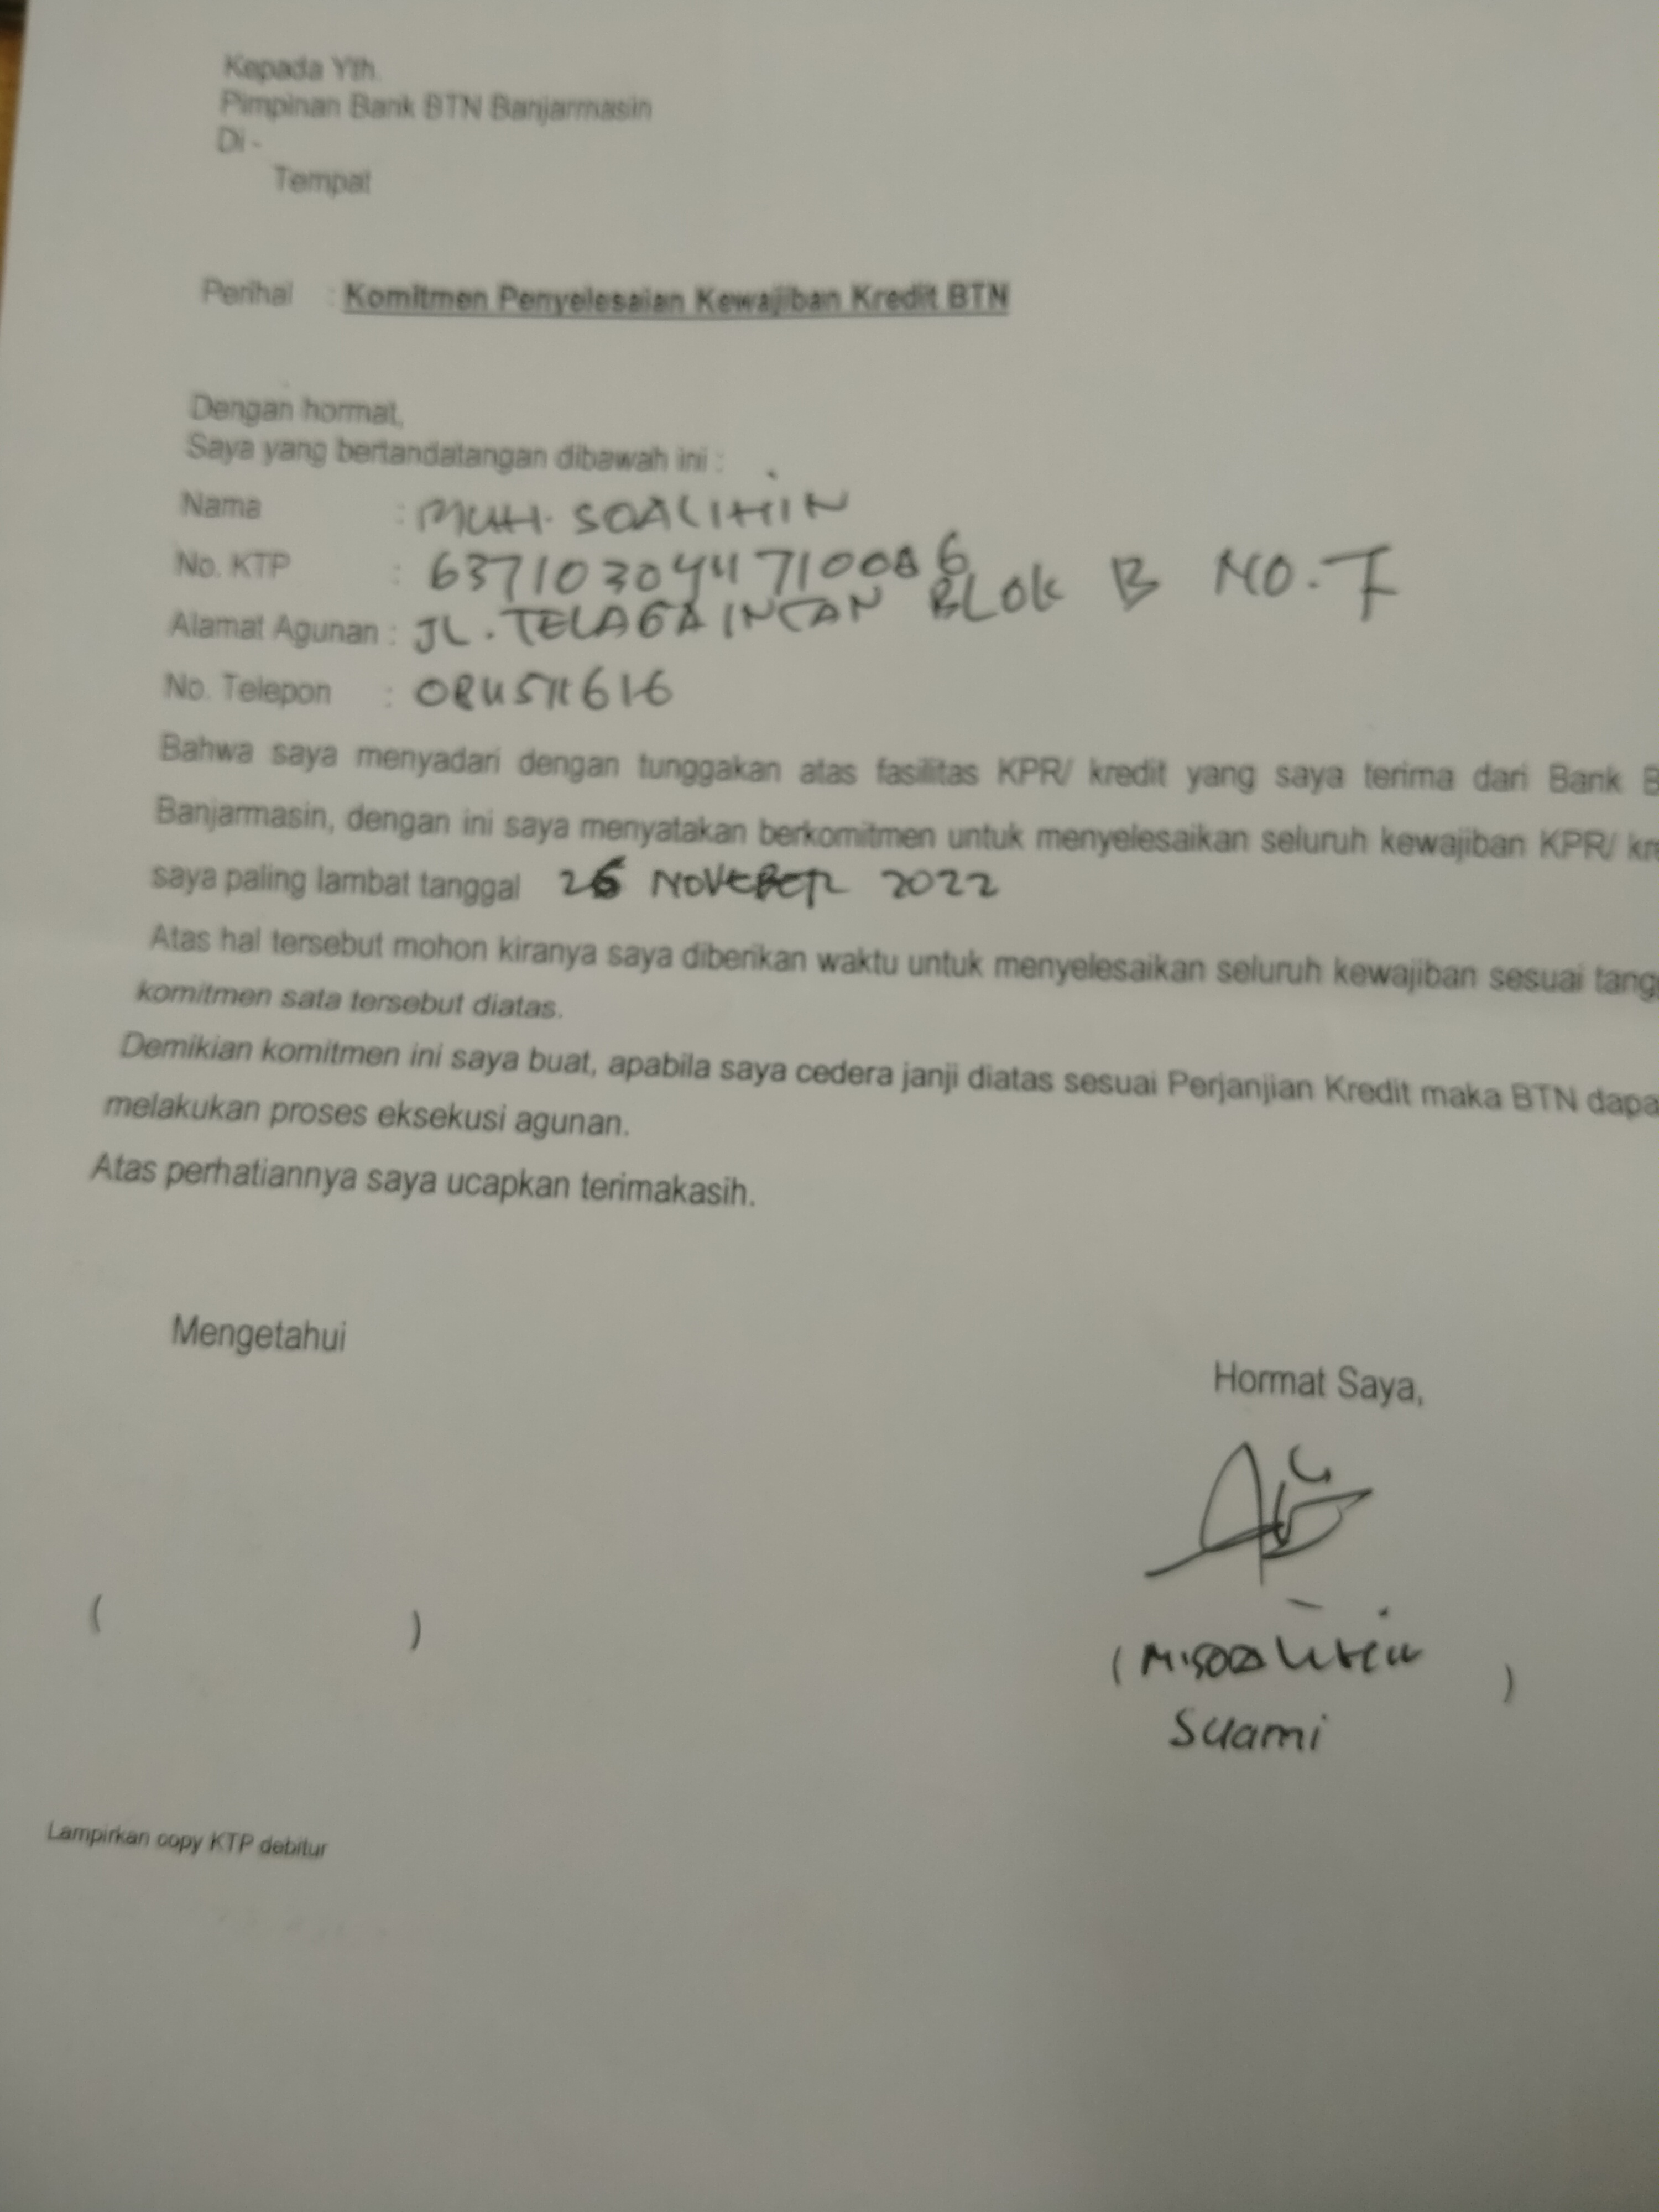 Kepada Yth.
Pimpinan Bank BTN Banjarmasin
Di -
Tempat
Perihal : Komitmen Penyelesaian Kewajiban Kredit BTN
Dengan hormat,
Saya yang bertandatangan dibawah ini :
Nama : MUH. SOALIHIN
No. KTP :
Alamat Agunan : JL. TELAGA INTAN BLOK B NO. 7
No. Telepon :
Bahwa saya menyadari dengan tunggakan atas fasilitas KPR/ kredit yang saya terima dari Bank B
Banjarmasin, dengan ini saya menyatakan berkomitmen untuk menyelesaikan seluruh kewajiban KPR/ kre
saya paling lambat tanggal 26 NOVEBER 2022
Atas hal tersebut mohon kiranya saya diberikan waktu untuk menyelesaikan seluruh kewajiban sesuai tangg
komitmen sata tersebut diatas.
Demikian komitmen ini saya buat, apabila saya cedera janji diatas sesuai Perjanjian Kredit maka BTN dapa
melakukan proses eksekusi agunan.
Atas perhatiannya saya ucapkan terimakasih.
Mengetahui
Hormat Saya,
( )
( )
Suami
Lampirkan copy KTP debitur